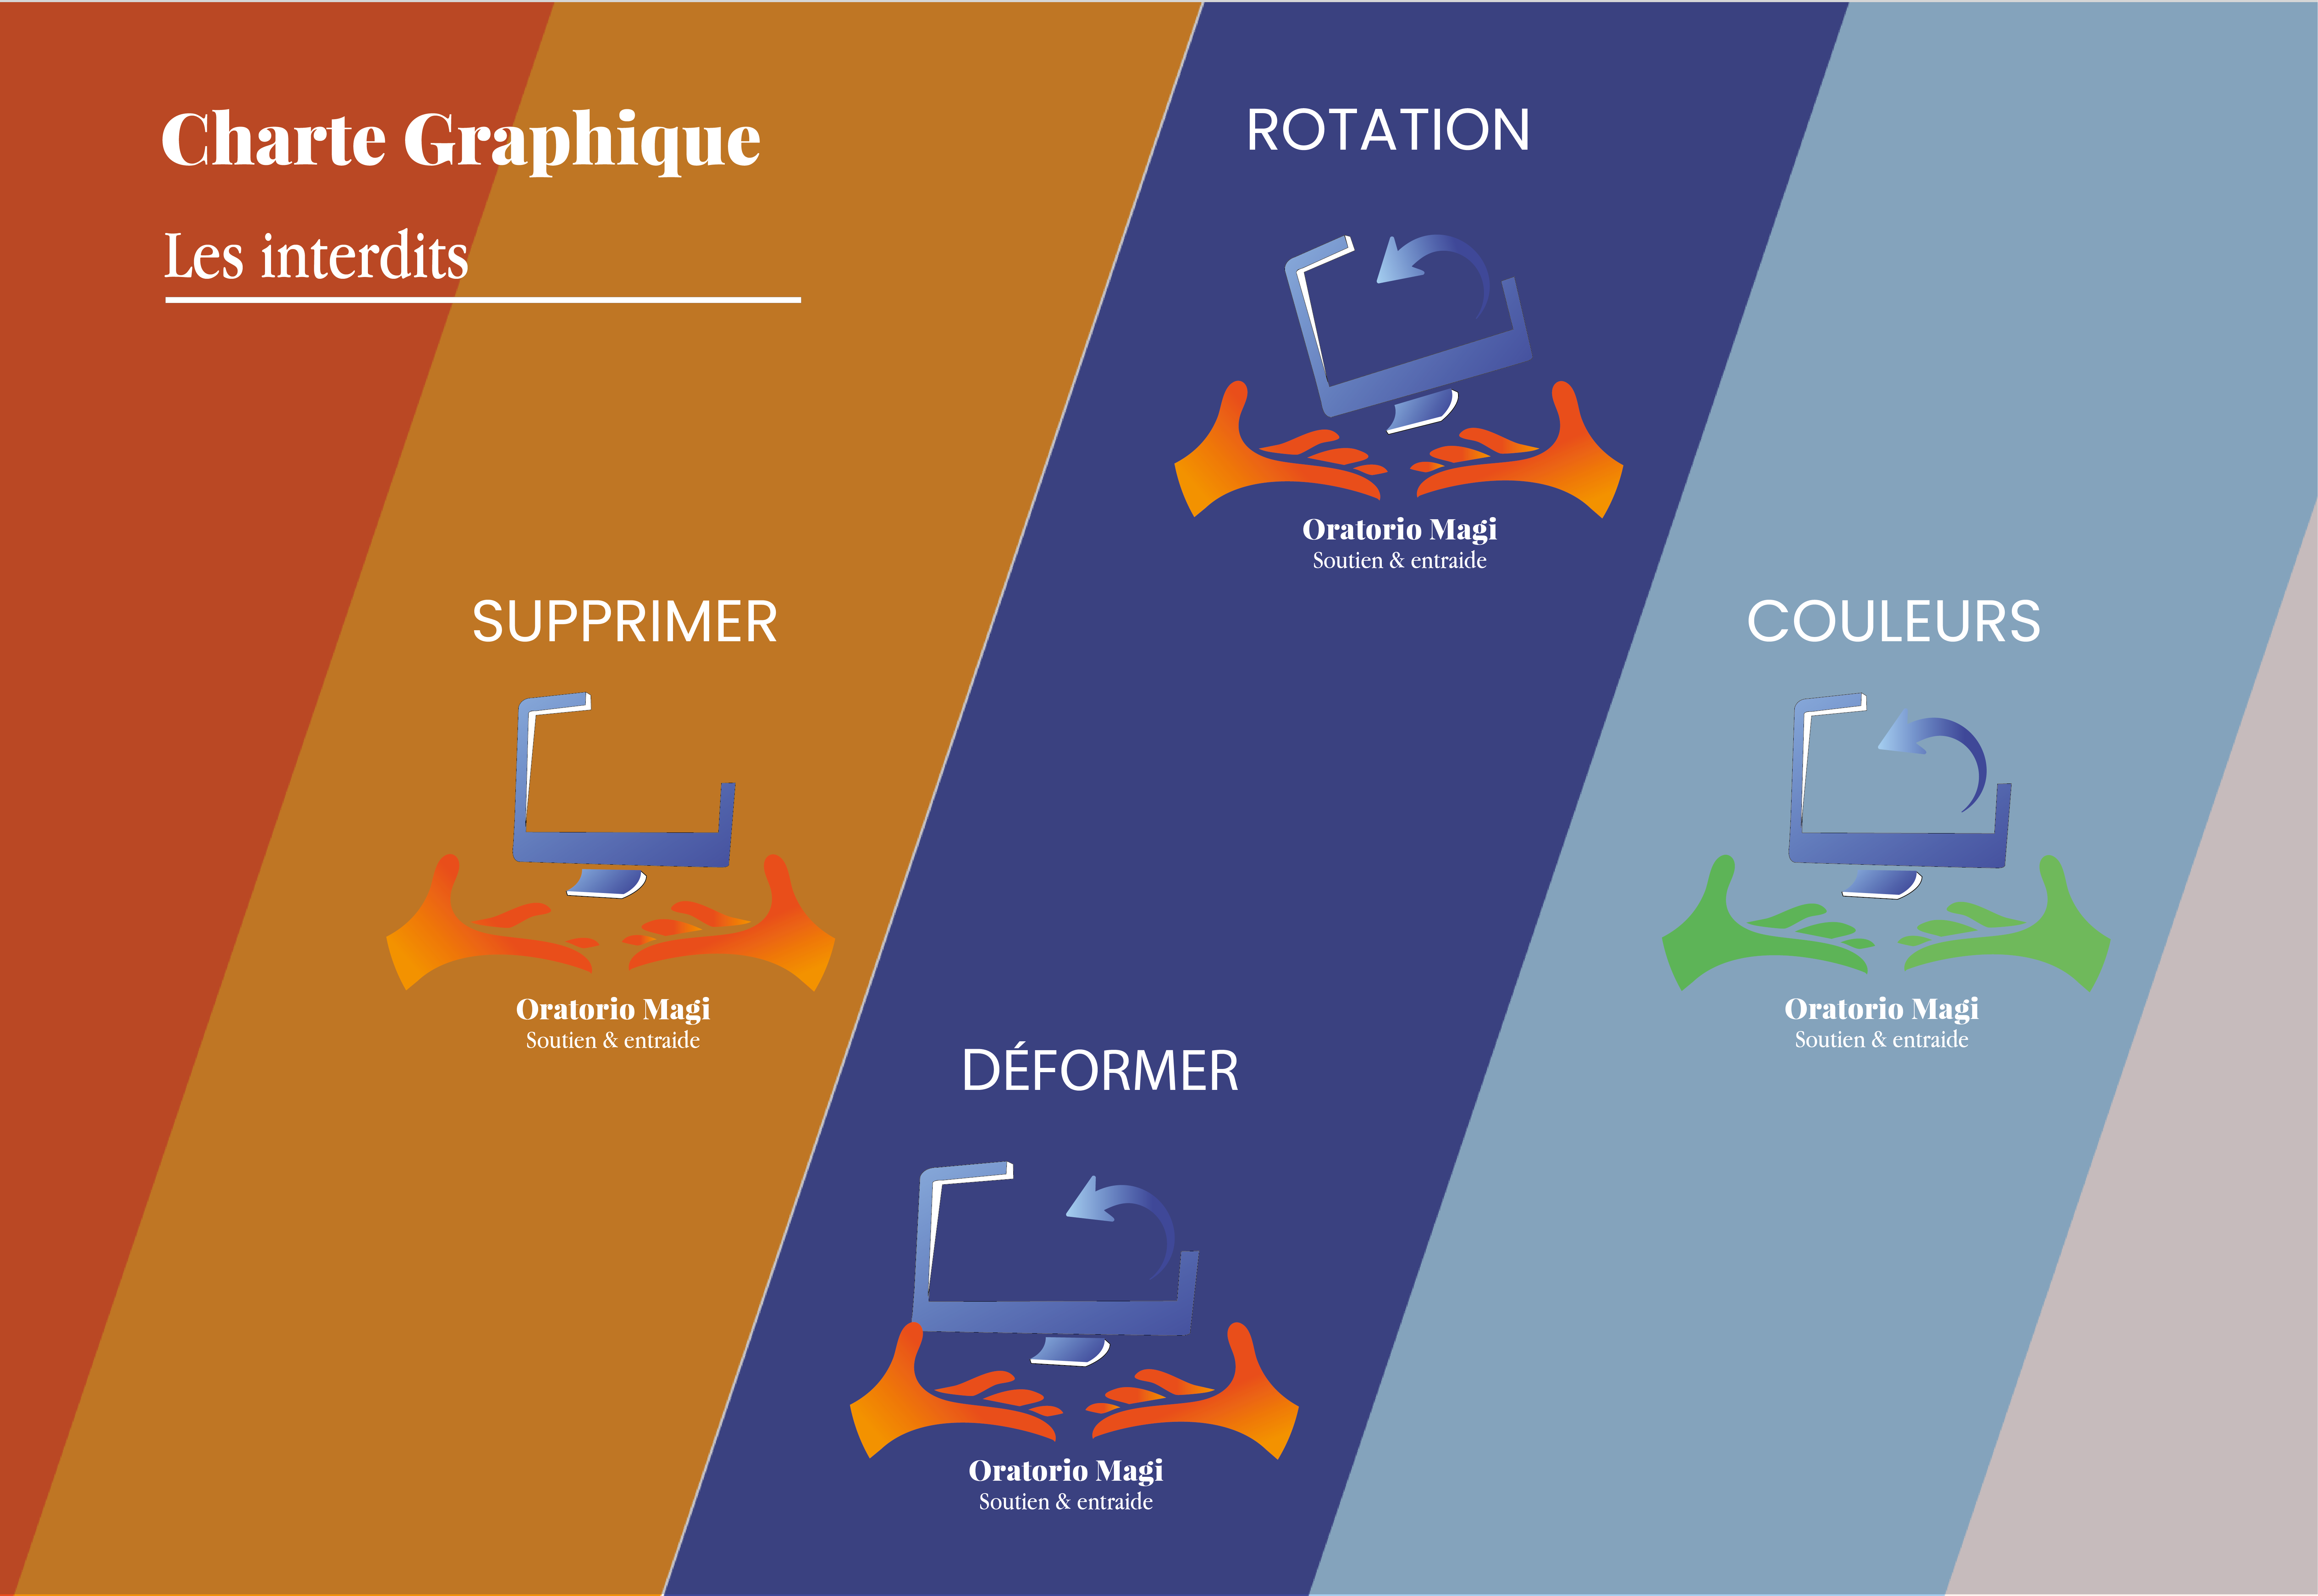 Charte Graphique
Les interdits
ROTATION
Oratorio Magi
Soutien & entraide
SUPPRIMER
Oratorio Magi
Soutien & entraide
COULEURS
Oratorio Magi
Soutien & entraide
DÉFORMER
Oratorio Magi
Soutien & entraide